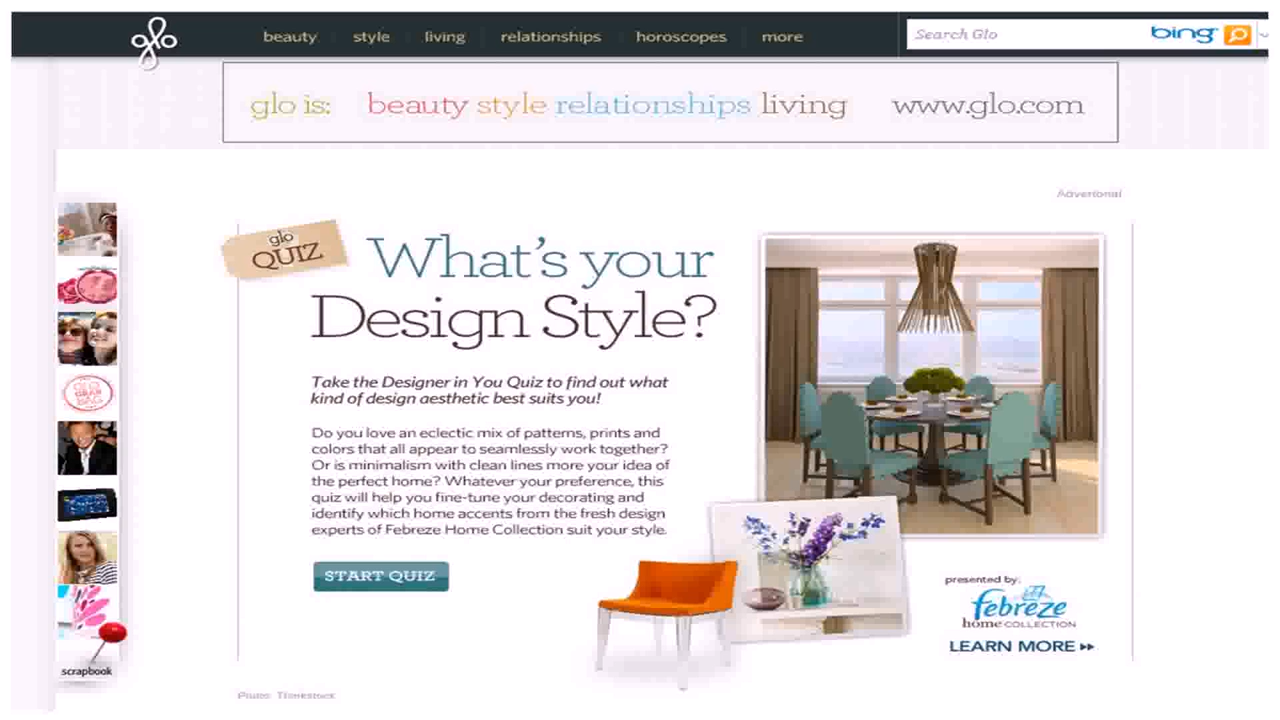 glo beauty style living relationships horoscopes more Search Glo bing
glo is: beauty style relationships living www.glo.com
Advertorial
glo
QUIZ
What's your
Design Style?
Take the Designer in You Quiz to find out what
kind of design aesthetic best suits you!
Do you love an eclectic mix of patterns, prints and
colors that all appear to seamlessly work together?
Or is minimalism with clean lines more your idea of
the perfect home? Whatever your preference, this
quiz will help you fine-tune your decorating and
identify which home accents from the fresh design
experts of Febreze Home Collection suit your style.
START QUIZ
GLO
GRAB
BAG
scrapbook
presented by:
febreze
home COLLECTION
LEARN MORE
Photo: Thinkstock